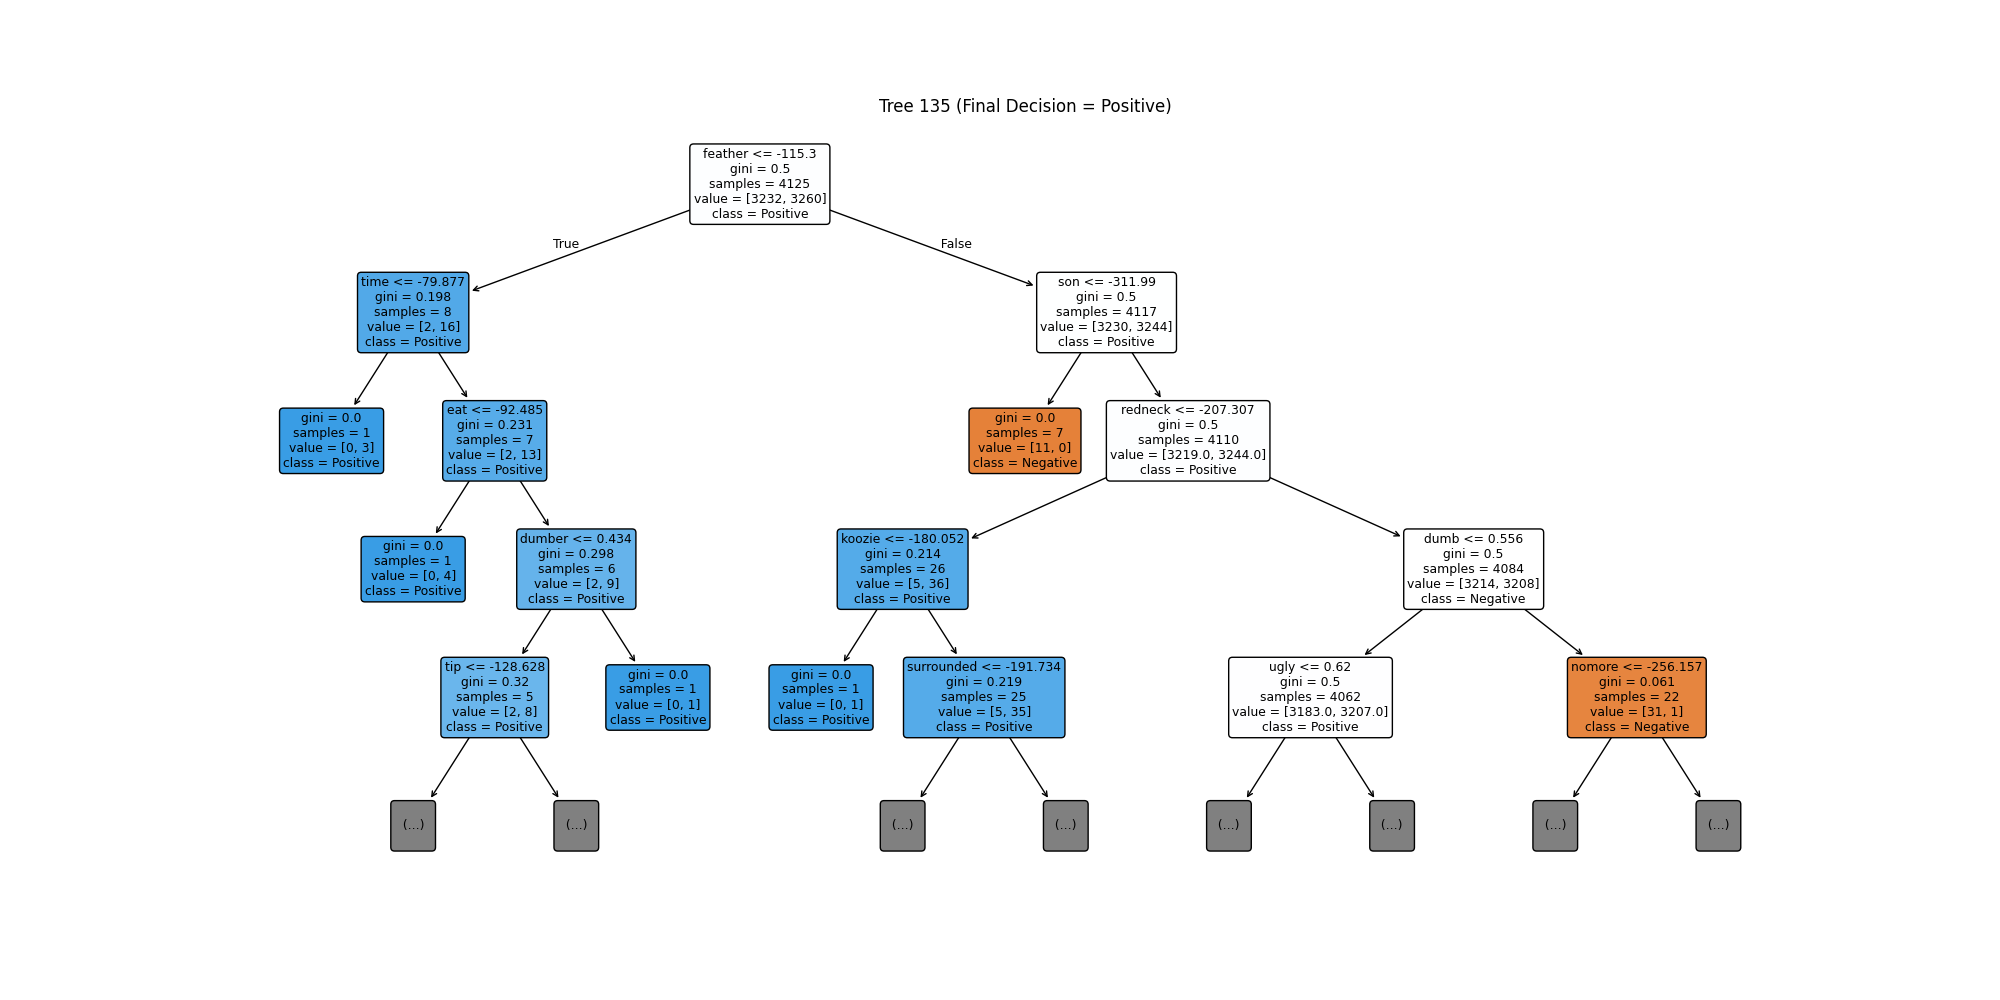 Tree 135 (Final Decision = Positive)
feather <= -115.3
gini = 0.5
samples = 4125
value = [3232, 3260]
class = Positive
True
False
time <= -79.877
gini = 0.198
samples = 8
value = [2, 16]
class = Positive
son <= -311.99
gini = 0.5
samples = 4117
value = [3230, 3244]
class = Positive
gini = 0.0
samples = 1
value = [0, 3]
class = Positive
eat <= -92.485
gini = 0.231
samples = 7
value = [2, 13]
class = Positive
gini = 0.0
samples = 7
value = [11, 0]
class = Negative
redneck <= -207.307
gini = 0.5
samples = 4110
value = [3219.0, 3244.0]
class = Positive
gini = 0.0
samples = 1
value = [0, 4]
class = Positive
dumber <= 0.434
gini = 0.298
samples = 6
value = [2, 9]
class = Positive
koozie <= -180.052
gini = 0.214
samples = 26
value = [5, 36]
class = Positive
dumb <= 0.556
gini = 0.5
samples = 4084
value = [3214, 3208]
class = Negative
tip <= -128.628
gini = 0.32
samples = 5
value = [2, 8]
class = Positive
gini = 0.0
samples = 1
value = [0, 1]
class = Positive
gini = 0.0
samples = 1
value = [0, 1]
class = Positive
surrounded <= -191.734
gini = 0.219
samples = 25
value = [5, 35]
class = Positive
ugly <= 0.62
gini = 0.5
samples = 4062
value = [3183.0, 3207.0]
class = Positive
nomore <= -256.157
gini = 0.061
samples = 22
value = [31, 1]
class = Negative
(...)
(...)
(...)
(...)
(...)
(...)
(...)
(...)